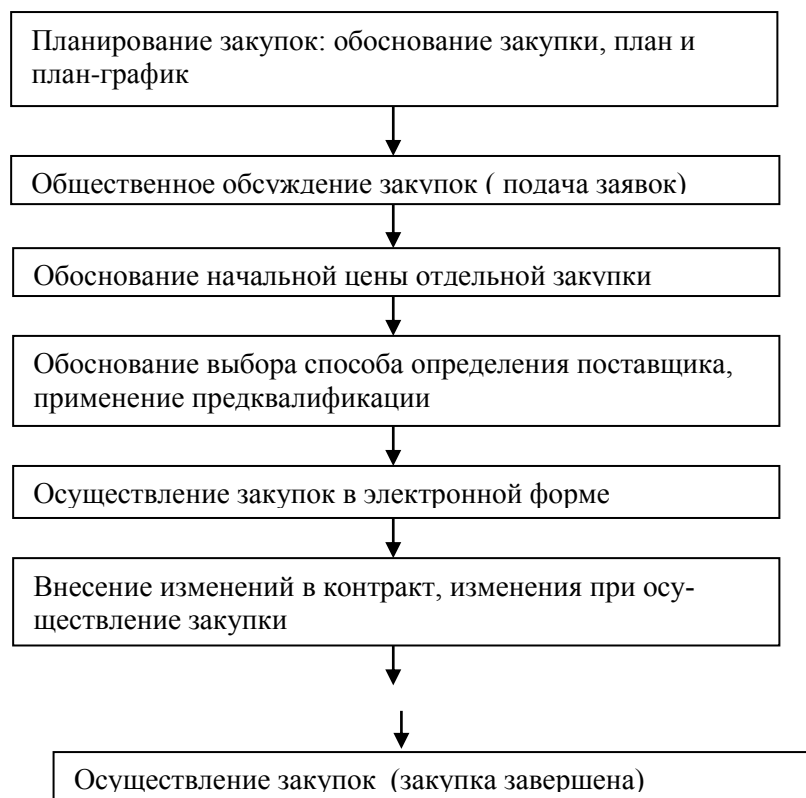 Планирование закупок: обоснование закупки, план и
план-график
Общественное обсуждение закупок ( подача заявок)
Обоснование начальной цены отдельной закупки
Обоснование выбора способа определения поставщика,
применение предквалификации
Осуществление закупок в электронной форме
Внесение изменений в контракт, изменения при осу-
ществление закупки
Осуществление закупок (закупка завершена)